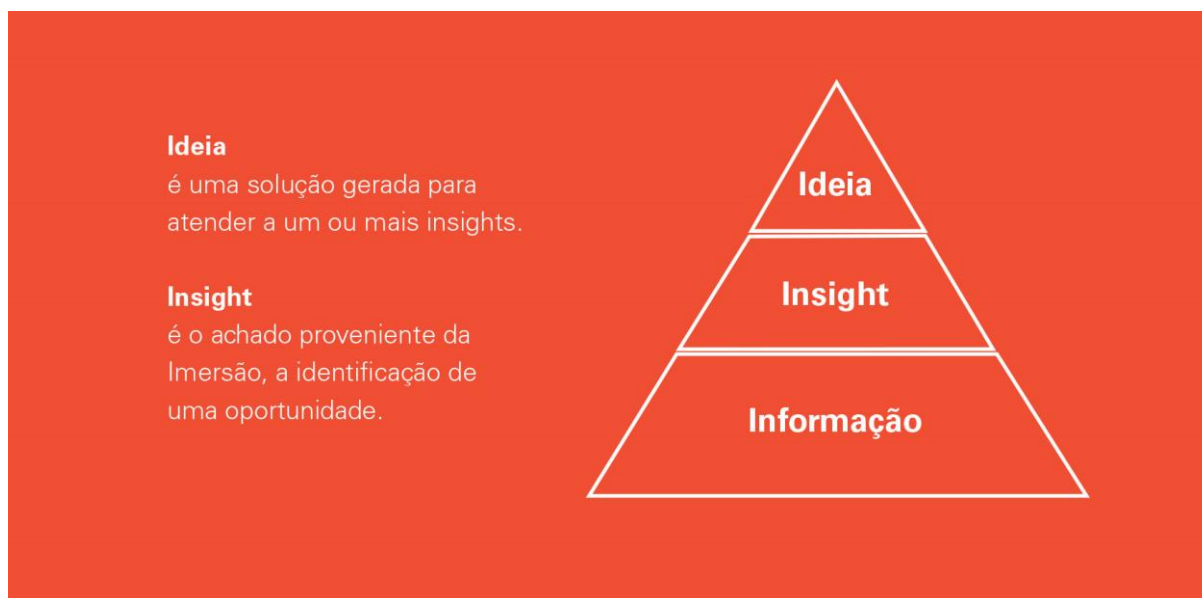 Ideia
é uma solução gerada para
atender a um ou mais insights.
Insight
é o achado proveniente da
Imersão, a identificação de
uma oportunidade.
Ideia
Insight
Informação